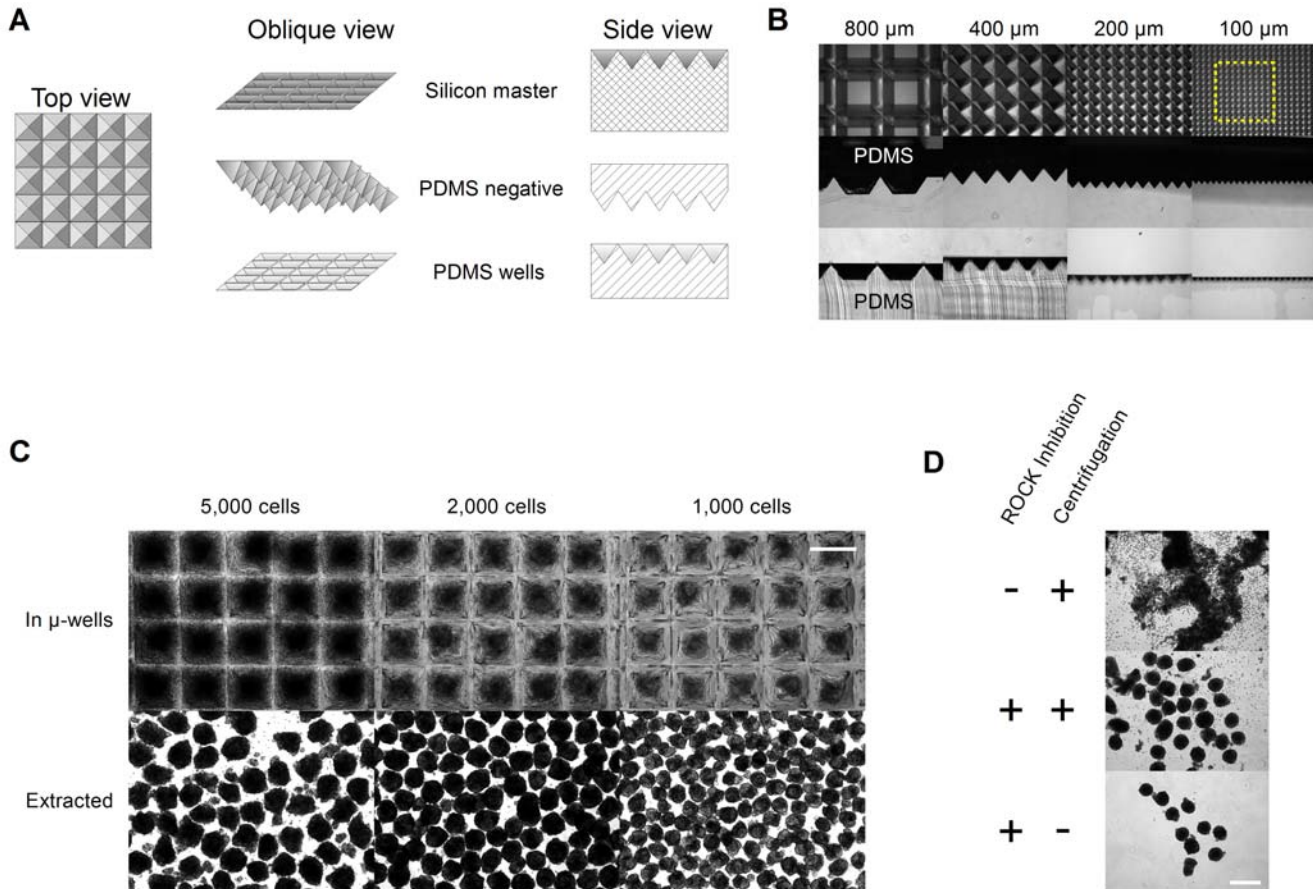 A
Oblique view
Side view
Top view
Silicon master
PDMS negative
PDMS wells
B
800 µm
400 µm
200 µm
100 µm
PDMS
PDMS
C
5,000 cells
2,000 cells
1,000 cells
In µ-wells
Extracted
D
ROCK Inhibition
Centrifugation
- +
+ +
+ -